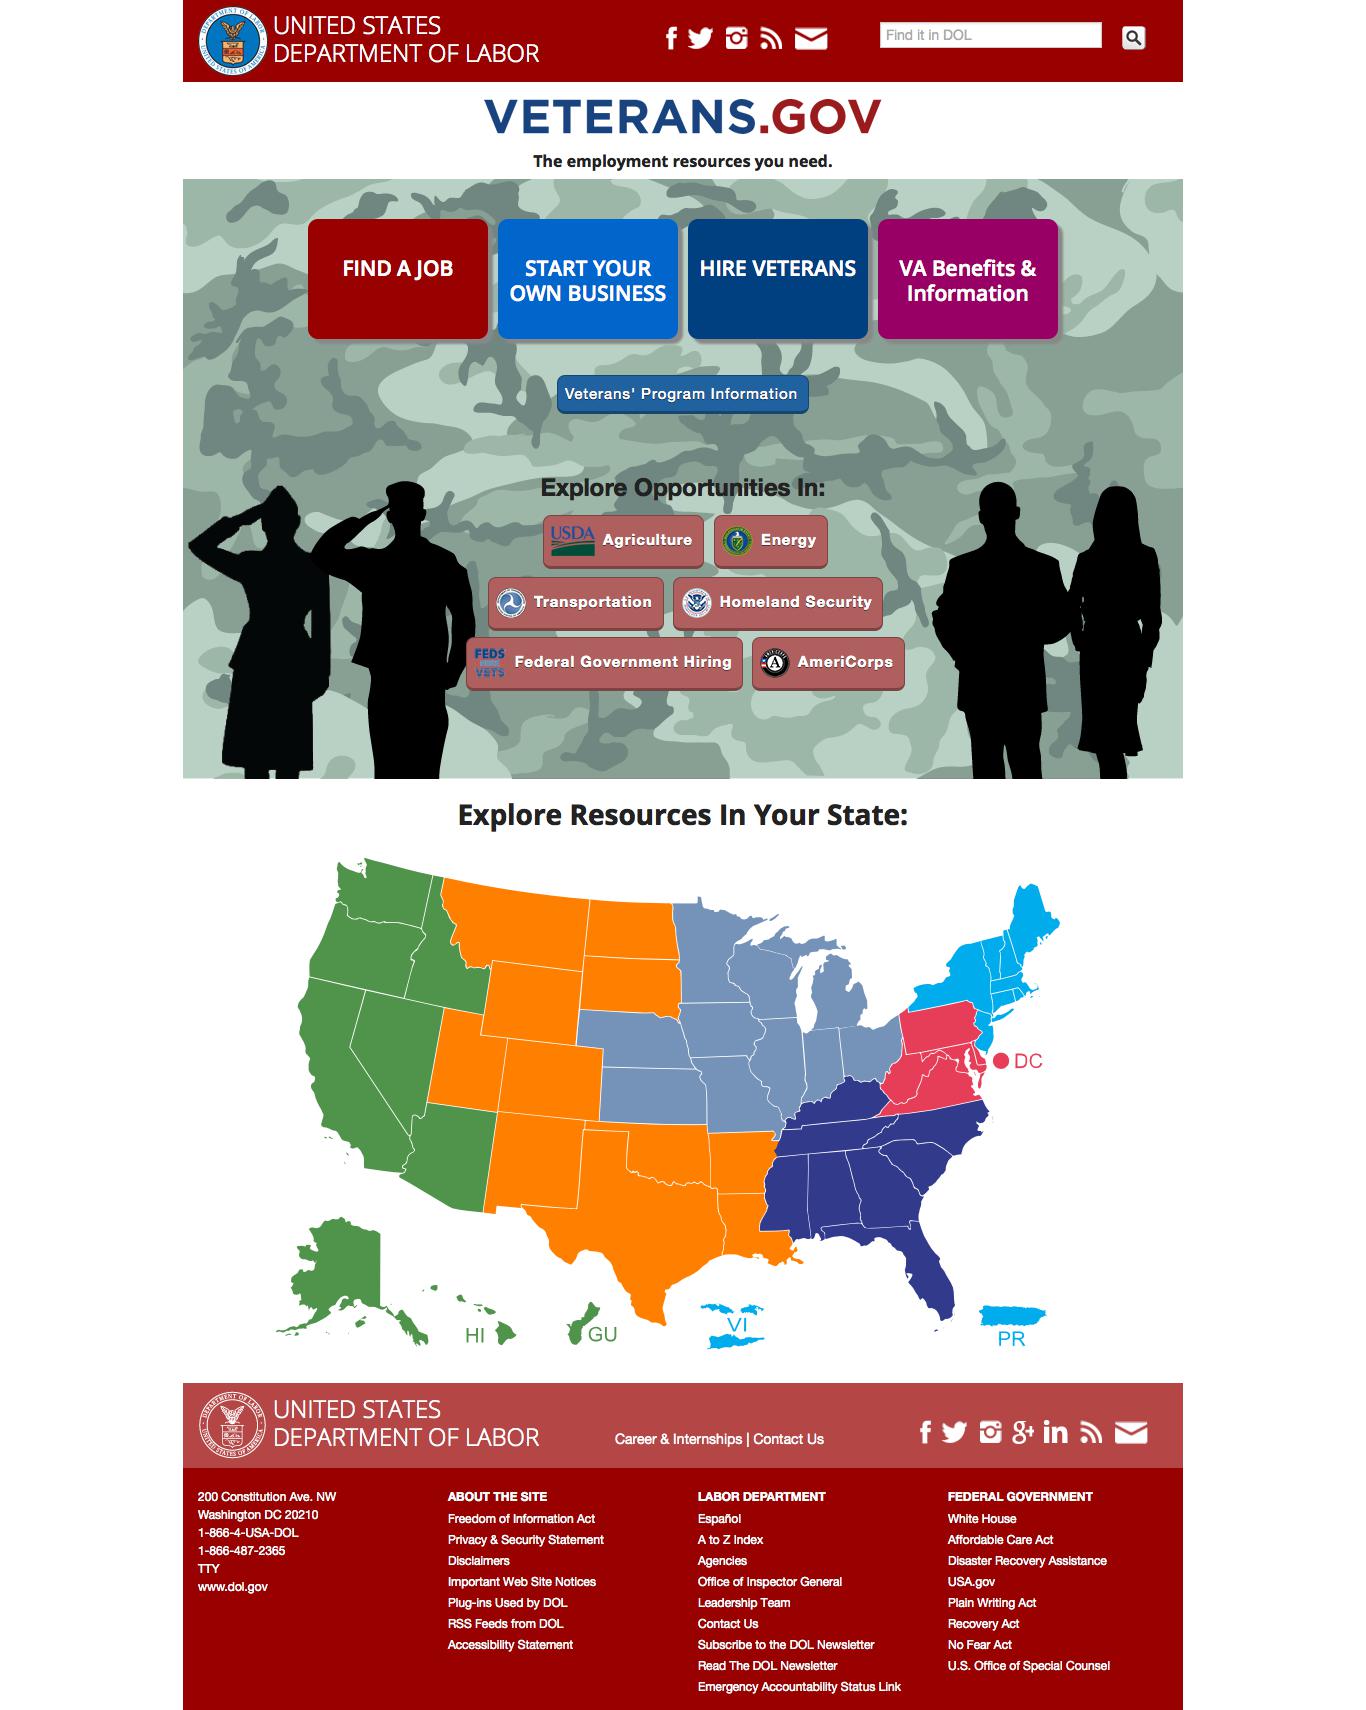 UNITED STATES
DEPARTMENT OF LABOR
Find it in DOL
VETERANS.GOV
The employment resources you need.
FIND A JOB
START YOUR
OWN BUSINESS
HIRE VETERANS
VA Benefits &
Information
Veterans' Program Information
Explore Opportunities In:
USDA Agriculture
Energy
Transportation
Homeland Security
FEDS
VETS
Federal Government Hiring
A
AmeriCorps
Explore Resources In Your State:
DC
HI
GU
VI
PR
DEPARTMENT OF LABOR
UNITED STATES OF AMERICA
UNITED STATES
DEPARTMENT OF LABOR
Career & Internships | Contact Us
200 Constitution Ave. NW
Washington DC 20210
1-866-4-USA-DOL
1-866-487-2365
TTY
www.dol.gov
ABOUT THE SITE
Freedom of Information Act
Privacy & Security Statement
Disclaimers
Important Web Site Notices
Plug-ins Used by DOL
RSS Feeds from DOL
Accessibility Statement
LABOR DEPARTMENT
Español
A to Z Index
Agencies
Office of Inspector General
Leadership Team
Contact Us
Subscribe to the DOL Newsletter
Read The DOL Newsletter
Emergency Accountability Status Link
FEDERAL GOVERNMENT
White House
Affordable Care Act
Disaster Recovery Assistance
USA.gov
Plain Writing Act
Recovery Act
No Fear Act
U.S. Office of Special Counsel